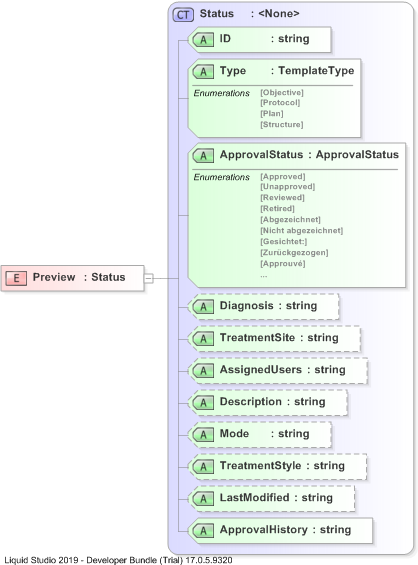 CT Status : <None>
A ID : string
A Type : TemplateType
Enumerations [Objective]
[Protocol]
[Plan]
[Structure]
A ApprovalStatus : ApprovalStatus
Enumerations [Approved]
[Unapproved]
[Reviewed]
[Retired]
[Abgezeichnet]
[Nicht abgezeichnet]
[Gesichtet:]
[Zurückgezogen]
[Approuvé]
...
E Preview : Status
A Diagnosis : string
A TreatmentSite : string
A AssignedUsers : string
A Description : string
A Mode : string
A TreatmentStyle : string
A LastModified : string
A ApprovalHistory : string
Liquid Studio 2019 - Developer Bundle (Trial) 17.0.5.9320